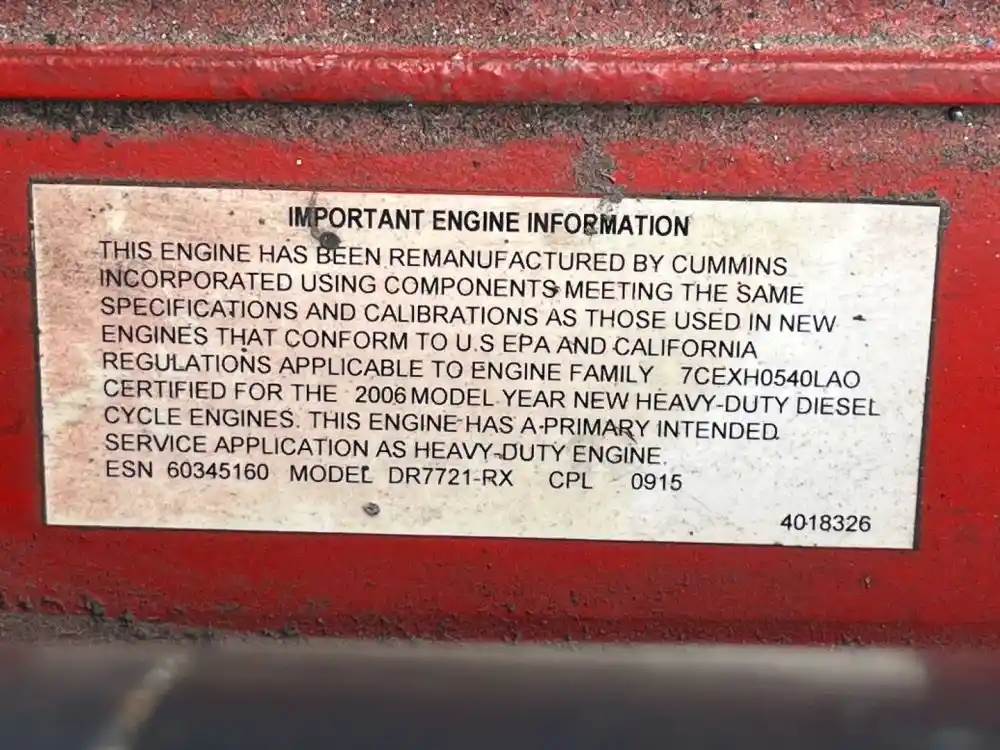 IMPORTANT ENGINE INFORMATION
THIS ENGINE HAS BEEN REMANUFACTURED BY CUMMINS
INCORPORATED USING COMPONENTS MEETING THE SAME
SPECIFICATIONS AND CALIBRATIONS AS THOSE USED IN NEW
ENGINES THAT CONFORM TO U.S EPA AND CALIFORNIA
REGULATIONS APPLICABLE TO ENGINE FAMILY 7CEXH0540LAO
CERTIFIED FOR THE 2006 MODEL YEAR NEW HEAVY-DUTY DIESEL
CYCLE ENGINES. THIS ENGINE HAS A PRIMARY INTENDED
SERVICE APPLICATION AS HEAVY-DUTY ENGINE.
ESN 60345160 MODEL DR7721-RX CPL 0915
4018326